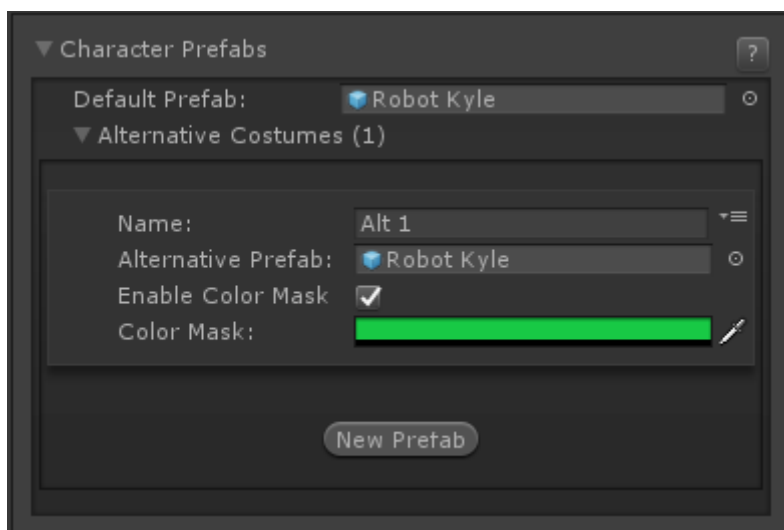 Character Prefabs
?
Default Prefab: Robot Kyle
Alternative Costumes (1)
Name: Alt 1
Alternative Prefab: Robot Kyle
Enable Color Mask
Color Mask:
New Prefab